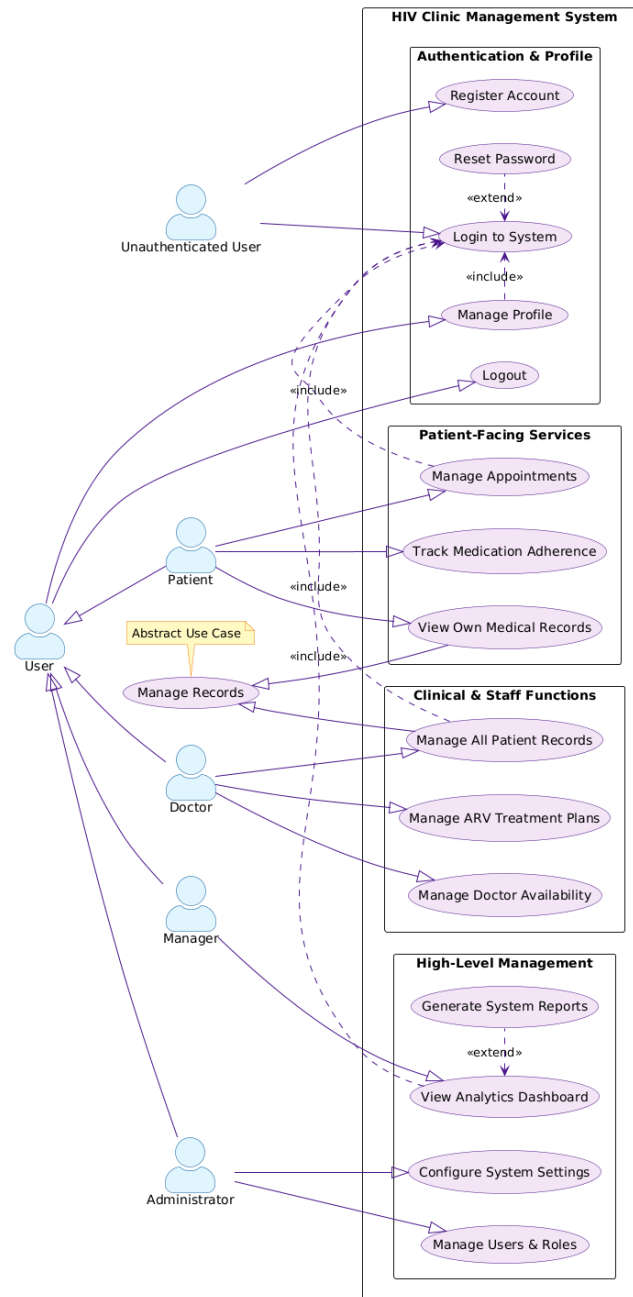 HIV Clinic Management System
Authentication & Profile
Register Account
Reset Password
«extend»
Unauthenticated User
Login to System
«include»
Manage Profile
Logout
«include»
Patient-Facing Services
Manage Appointments
Patient
Track Medication Adherence
«include»
View Own Medical Records
User
Abstract Use Case
«include»
Manage Records
Clinical & Staff Functions
Manage All Patient Records
Doctor
Manage ARV Treatment Plans
Manage Doctor Availability
Manager
High-Level Management
Generate System Reports
«extend»
View Analytics Dashboard
Administrator
Configure System Settings
Manage Users & Roles